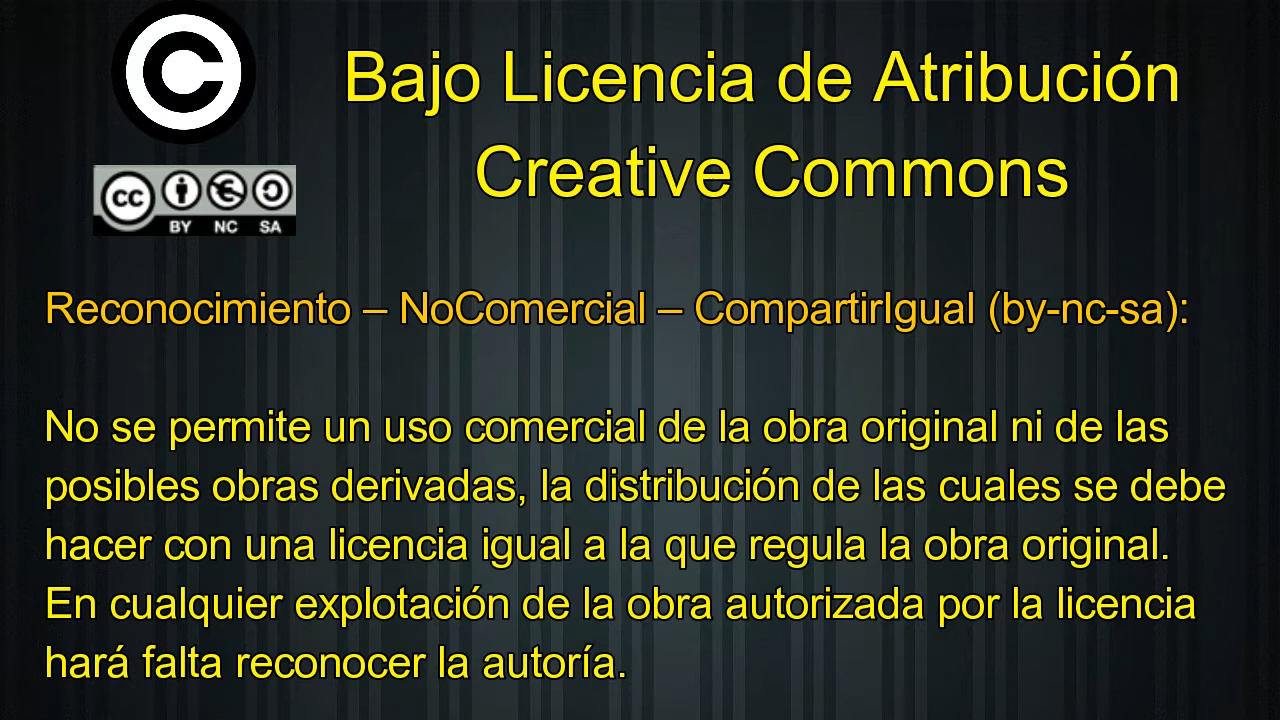 Bajo Licencia de Atribución
Creative Commons
cc
BY NC SA
Reconocimiento – NoComercial – CompartirIgual (by-nc-sa):
No se permite un uso comercial de la obra original ni de las
posibles obras derivadas, la distribución de las cuales se debe
hacer con una licencia igual a la que regula la obra original.
En cualquier explotación de la obra autorizada por la licencia
hará falta reconocer la autoría.